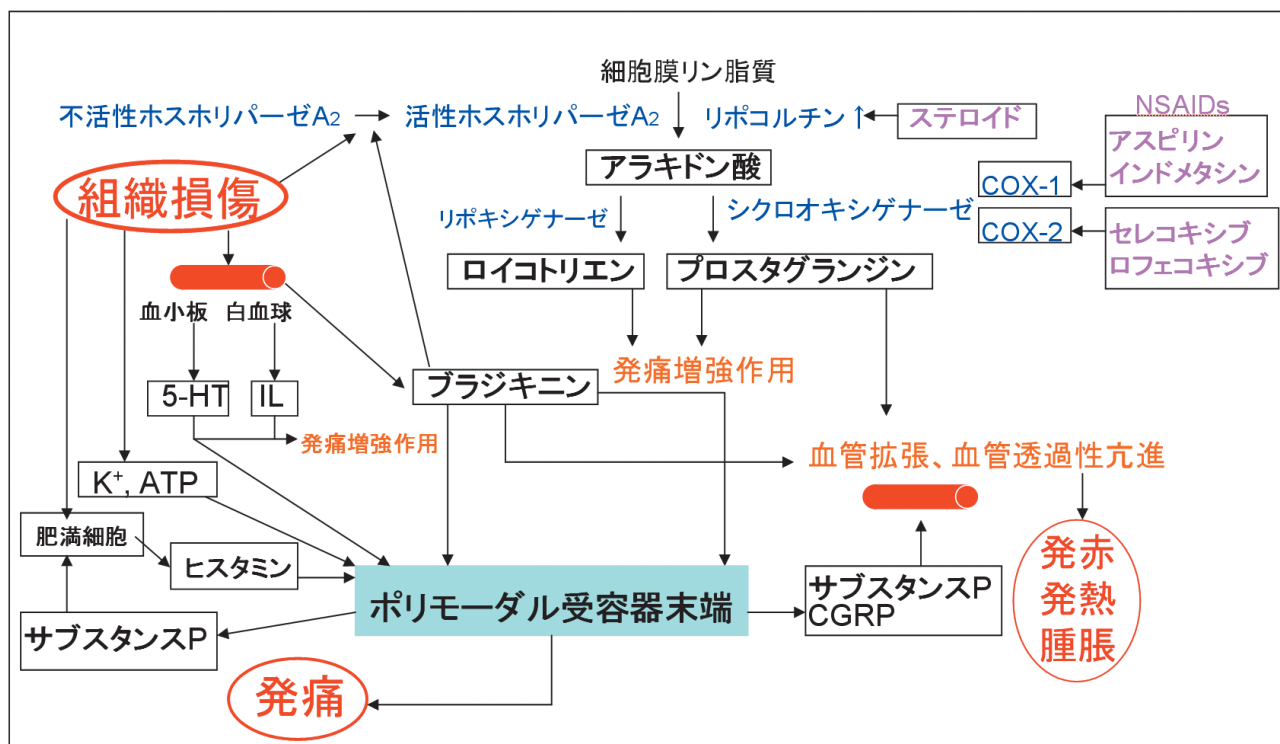 細胞膜リン脂質
NSAIDs
不活性ホスホリパーゼA2
活性ホスホリパーゼA2
リポコルチン↑
ステロイド
アスピリン
インドメタシン
アラキドン酸
COX-1
組織損傷
リポキシゲナーゼ
シクロオキシゲナーゼ
COX-2
セレコキシブ
ロフェコキシブ
ロイコトリエン
プロスタグランジン
血小板
白血球
発痛増強作用
ブラジキニン
5-HT
IL
発痛増強作用
血管拡張、血管透過性亢進
K+, ATP
肥満細胞
ヒスタミン
発赤
発熱
腫脹
ポリモーダル受容器末端
サブスタンスP
CGRP
サブスタンスP
発痛